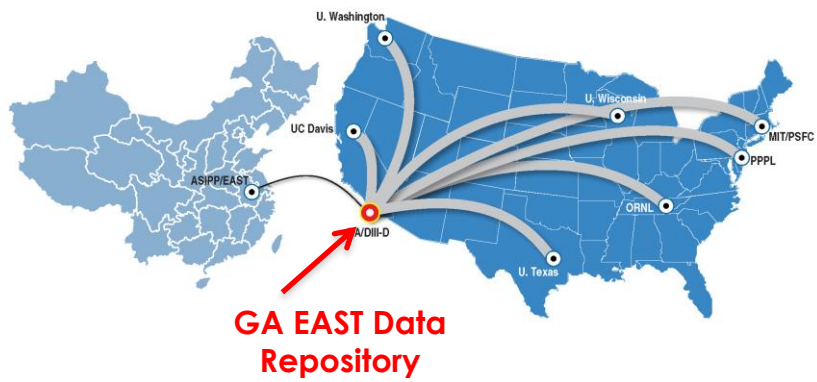 U. Washington
U. Wisconsin
UC Davis
MIT/PSFC
PPPL
ASIPP/EAST
ORNL
A/DIII-D
U. Texas
GA EAST Data
Repository